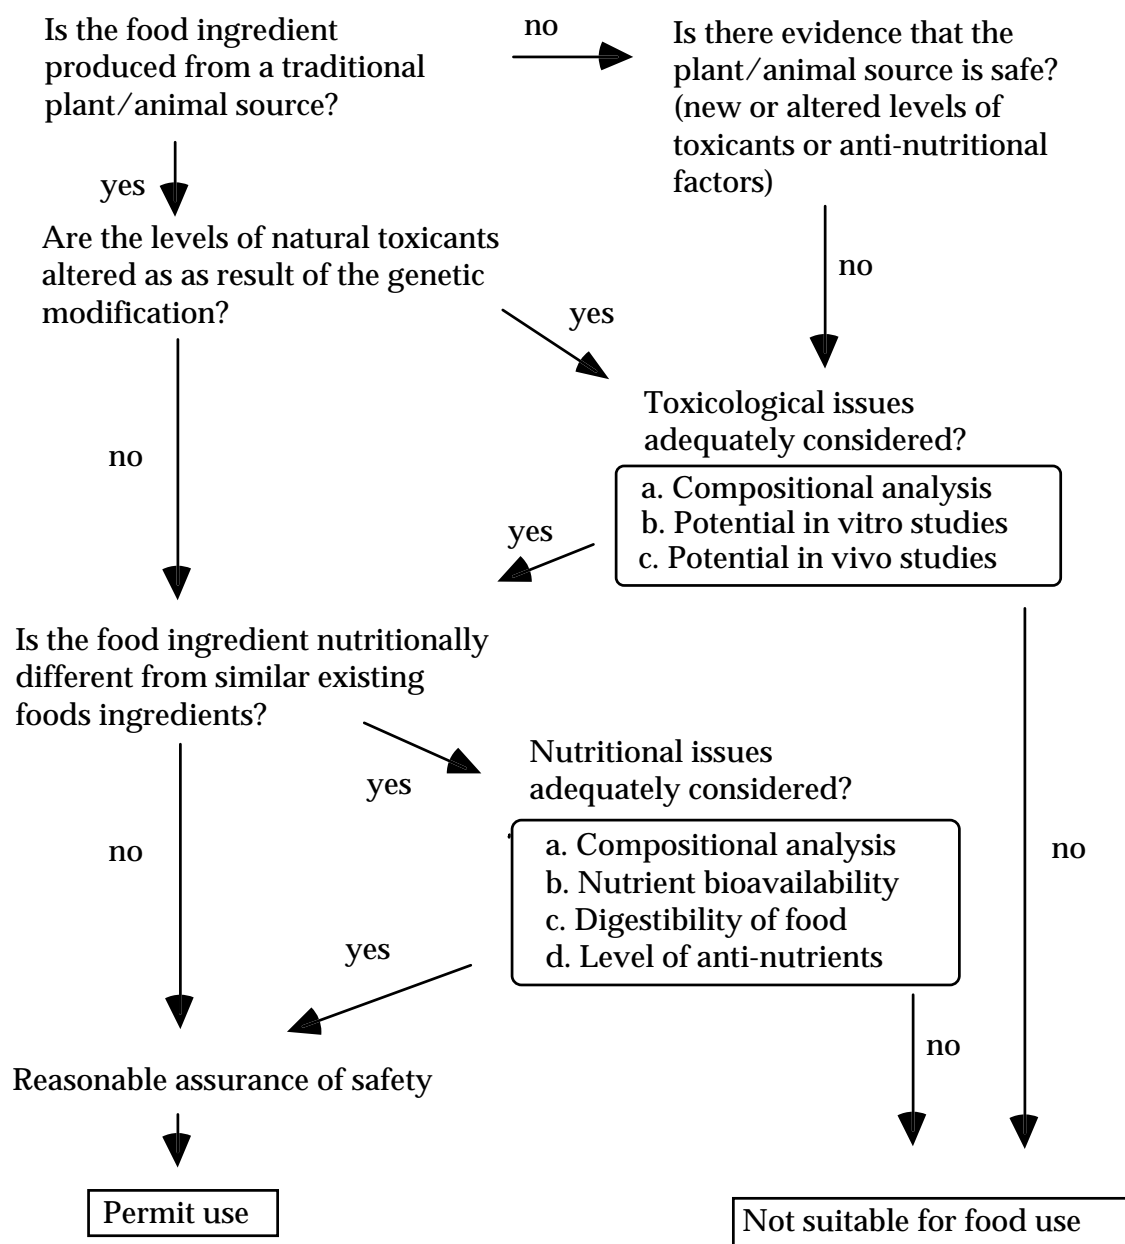 Is the food ingredient
produced from a traditional
plant/animal source?
no
Is there evidence that the
plant/animal source is safe?
(new or altered levels of
toxicants or anti-nutritional
factors)
yes
no
Are the levels of natural toxicants
altered as as result of the genetic
modification?
yes
Toxicological issues
adequately considered?
a. Compositional analysis
b. Potential in vitro studies
c. Potential in vivo studies
no
yes
Is the food ingredient nutritionally
different from similar existing
foods ingredients?
yes
Nutritional issues
adequately considered?
a. Compositional analysis
b. Nutrient bioavailability
c. Digestibility of food
d. Level of anti-nutrients
no
no
yes
no
Reasonable assurance of safety
Permit use
Not suitable for food use